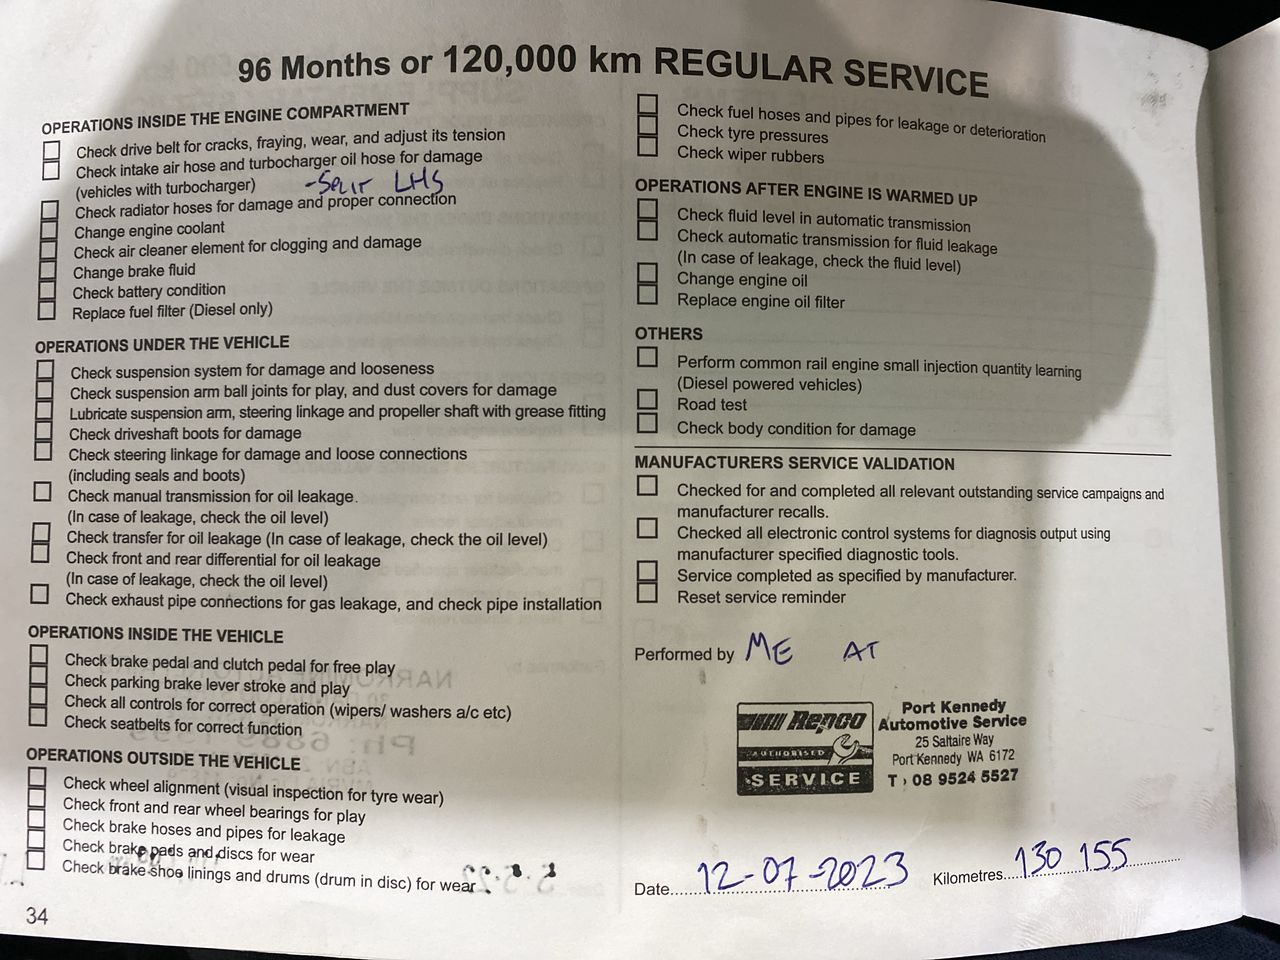 96 Months or 120,000 km REGULAR SERVICE
OPERATIONS INSIDE THE ENGINE COMPARTMENT
Check drive belt for cracks, fraying, wear, and adjust its tension
Check intake air hose and turbocharger oil hose for damage
(vehicles with turbocharger) -SPLIT LHS
Check radiator hoses for damage and proper connection
Change engine coolant
Check air cleaner element for clogging and damage
Change brake fluid
Check battery condition
Replace fuel filter (Diesel only)
OPERATIONS UNDER THE VEHICLE
Check suspension system for damage and looseness
Check suspension arm ball joints for play, and dust covers for damage
Lubricate suspension arm, steering linkage and propeller shaft with grease fitting
Check driveshaft boots for damage
Check steering linkage for damage and loose connections
(including seals and boots)
Check manual transmission for oil leakage.
(In case of leakage, check the oil level)
Check transfer for oil leakage (In case of leakage, check the oil level)
Check front and rear differential for oil leakage
(In case of leakage, check the oil level)
Check exhaust pipe connections for gas leakage, and check pipe installation
OPERATIONS INSIDE THE VEHICLE
Check brake pedal and clutch pedal for free play
Check parking brake lever stroke and play
Check all controls for correct operation (wipers/ washers a/c etc)
Check seatbelts for correct function
OPERATIONS OUTSIDE THE VEHICLE
Check wheel alignment (visual inspection for tyre wear)
Check front and rear wheel bearings for play
Check brake hoses and pipes for leakage
Check brake pads and discs for wear
Check brake shoe linings and drums (drum in disc) for wear
34
Check fuel hoses and pipes for leakage or deterioration
Check tyre pressures
Check wiper rubbers
OPERATIONS AFTER ENGINE IS WARMED UP
Check fluid level in automatic transmission
Check automatic transmission for fluid leakage
(In case of leakage, check the fluid level)
Change engine oil
Replace engine oil filter
OTHERS
Perform common rail engine small injection quantity learning
(Diesel powered vehicles)
Road test
Check body condition for damage
MANUFACTURERS SERVICE VALIDATION
Checked for and completed all relevant outstanding service campaigns and
manufacturer recalls.
Checked all electronic control systems for diagnosis output using
manufacturer specified diagnostic tools.
Service completed as specified by manufacturer.
Reset service reminder
Performed by ME AT
Repco
AUTHORISED
SERVICE
Port Kennedy
Automotive Service
25 Saltaire Way
Port Kennedy WA 6172
T › 08 9524 5527
Date 12-07-2023 Kilometres 130 155